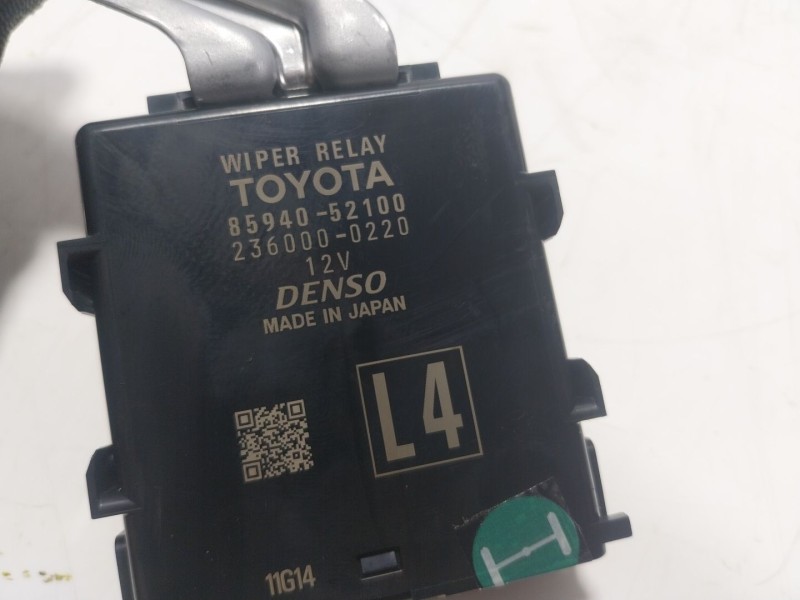 WIPER RELAY
TOYOTA
85940-52100
236000-0220
12V
DENSO
MADE IN JAPAN
L4
11G14